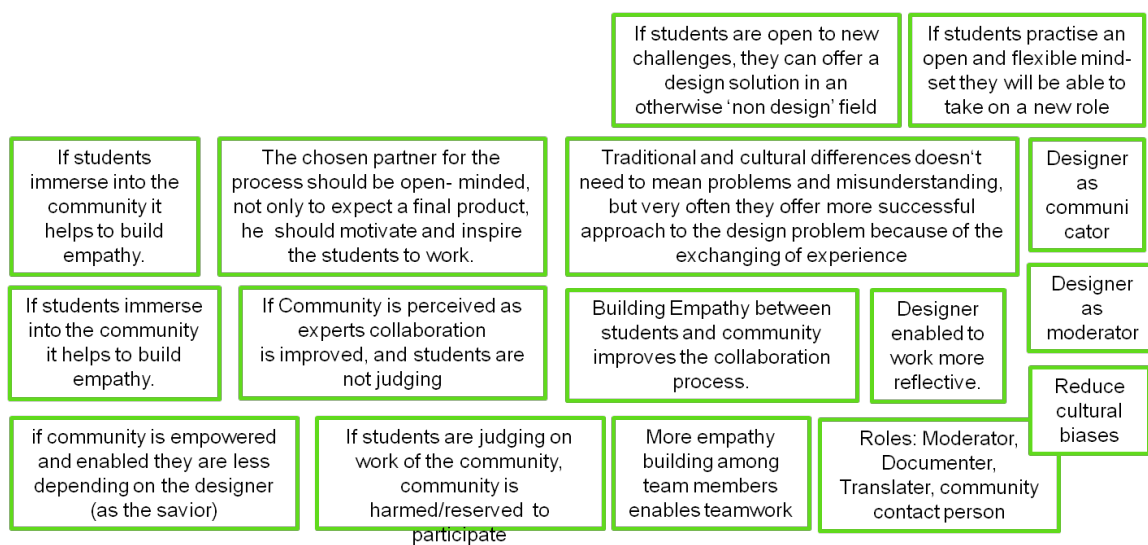 If students are open to new
challenges, they can offer a
design solution in an
otherwise ‘non design’ field
If students practise an
open and flexible mind-
set they will be able to
take on a new role
If students
immerse into the
community it
helps to build
empathy.
The chosen partner for the
process should be open- minded,
not only to expect a final product,
he should motivate and inspire
the students to work.
Traditional and cultural differences doesn‘t
need to mean problems and misunderstanding,
but very often they offer more successful
approach to the design problem because of the
exchanging of experience
Designer
as
communi
cator
If students immerse
into the community
it helps to build
empathy.
If Community is perceived as
experts collaboration
is improved, and students are
not judging
Building Empathy between
students and community
improves the collaboration
process.
Designer
enabled to
work more
reflective.
Designer
as
moderator
Reduce
cultural
biases
if community is empowered
and enabled they are less
depending on the designer
(as the savior)
If students are judging on
work of the community,
community is
harmed/reserved to
participate
More empathy
building among
team members
enables teamwork
Roles: Moderator,
Documenter,
Translater, community
contact person